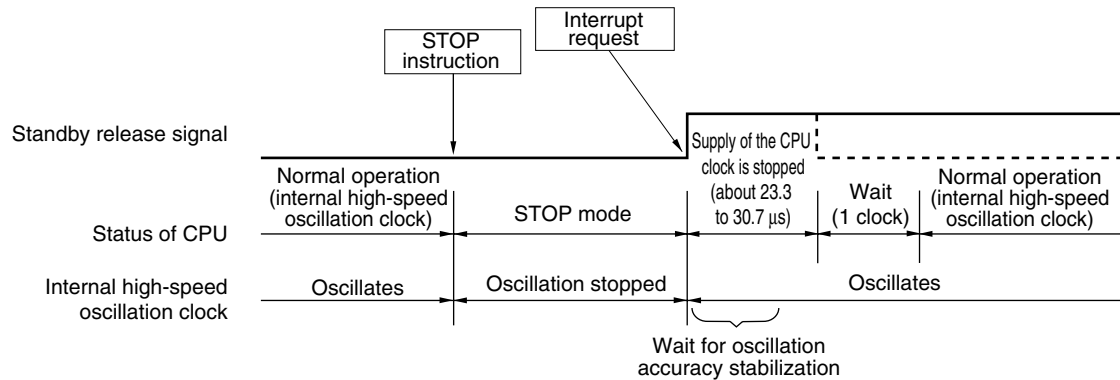 Interrupt
request
STOP
instruction
Standby release signal
Supply of the CPU
clock is stopped
(about 23.3
to 30.7 μs)
Normal operation
(internal high-speed
oscillation clock)
STOP mode
Wait
(1 clock)
Normal operation
(internal high-speed
oscillation clock)
Status of CPU
Internal high-speed
oscillation clock
Oscillates
Oscillation stopped
Oscillates
Wait for oscillation
accuracy stabilization